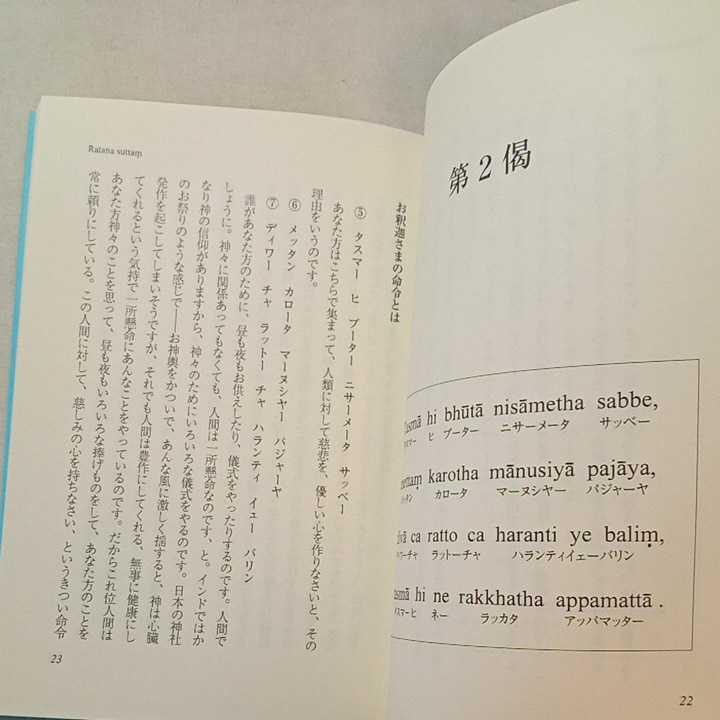 第2偈
Tasmā hi bhūtā nisāmetha sabbe,
スマー ヒ ブーター ニサーメータ サッベー
mettaṃ karotha mānusiyā pajāya,
ッタン カロータ マーヌシヤー パジャーヤ
divā ca ratto ca haranti ye baliṃ,
ィワーチャ ラットーチャ ハランティイェーバリン
tasmā hi ne rakkhatha appamattā.
スマーヒ ネー ラッカタ アッパマッター
22
お釈迦さまの命令とは
⑤ タスマー ヒ ブーター ニサーメータ サッベー
あなた方はこちらで集まって、人類に対して慈悲を、優しい心を作りなさいと、その
理由をいうのです。
⑥ メッタン カロータ マーヌシヤー パジャーヤ
⑦ ディワー チャ ラットー チャ ハランティ イェー バリン
誰があなた方のために、昼も夜もお供えしたり、儀式をやったりするのです。人間で
しょうに。神々に関係あってもなくても、人間は一所懸命なのです、と。インドではか
なり神の信仰がありますから、神々のためにいろいろな儀式をやるのです。日本の神社
のお祭りのような感じで――お神輿をかついで、あんな風に激しく揺すると、神は心臓
発作を起こしてしまいそうですが、それでも人間は豊作にしてくれる、無事に健康にし
てくれるという気持で一所懸命にあんなことをやっているのです。だからこれ位人間は
あなた方神々のことを思って、昼も夜もいろいろな捧げものをして、あなた方のことを
常に頼りにしている。この人間に対して、慈しみの心を持ちなさい、というきつい命令
Ratana suttaṃ
23